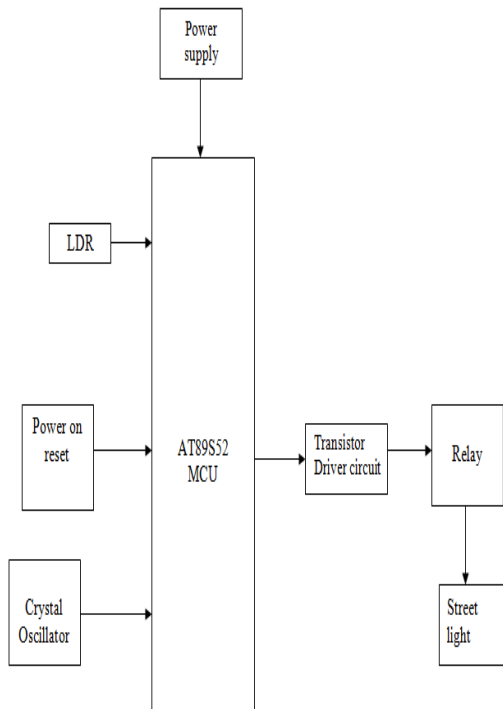 Power
supply
LDR
Power on
reset
AT89S52
MCU
Transistor
Driver circuit
Relay
Crystal
Oscillator
Street
light